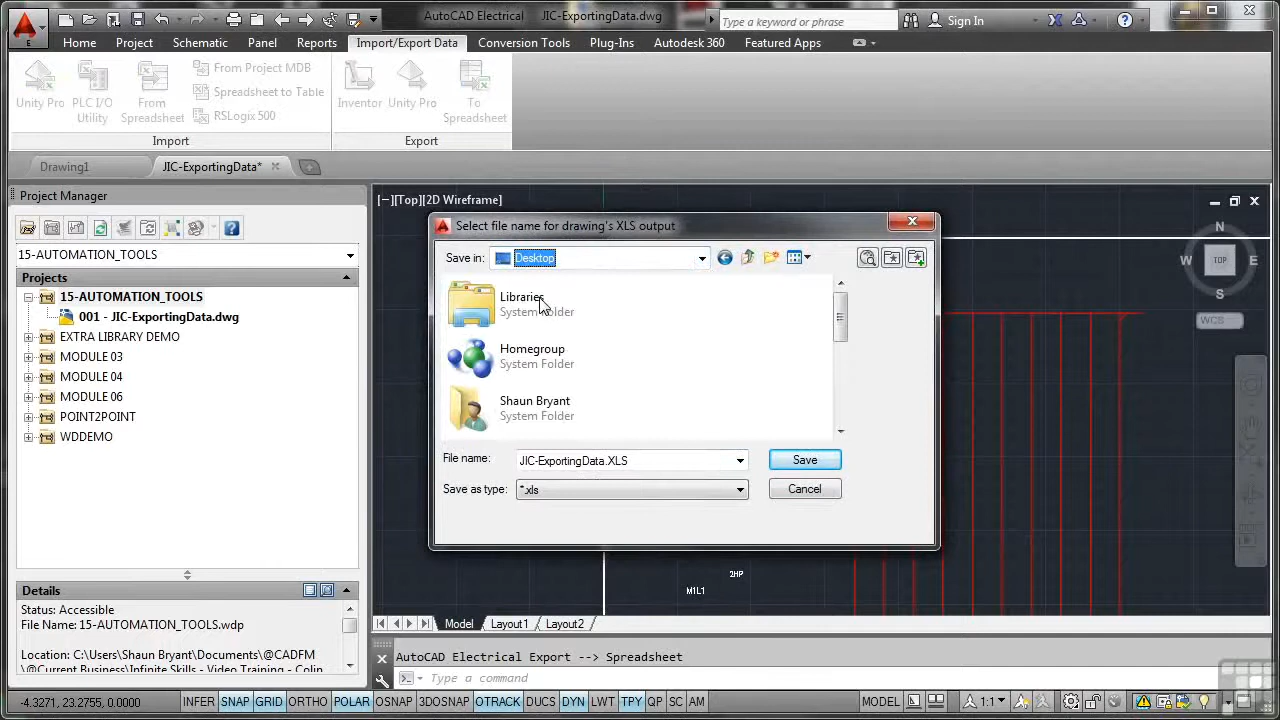 AutoCAD Electrical JIC-ExportingData.dwg
Type a keyword or phrase
Sign In
E
Home Project Schematic Panel Reports Import/Export Data Conversion Tools Plug-Ins Autodesk 360 Featured Apps
Unity Pro
PLC I/O
Utility
From
Spreadsheet
From Project MDB
Spreadsheet to Table
RSLogix 500
Inventor
Unity Pro
To
Spreadsheet
Import
Export
Drawing1
JIC-ExportingData*
Project Manager
15-AUTOMATION_TOOLS
Projects
15-AUTOMATION_TOOLS
001 - JIC-ExportingData.dwg
EXTRA LIBRARY DEMO
MODULE 03
MODULE 04
MODULE 06
POINT2POINT
WDDEMO
Details
Status: Accessible
File Name: 15-AUTOMATION_TOOLS.wdp
Location: C:\Users\Shaun Bryant\Documents\@CADFM
\@Current Business\Infinite Skills - Video Training - Colin
[−][Top][2D Wireframe]
N
W TOP E
S
WCS
Select file name for drawing's XLS output
Save in: Desktop
Libraries
System Folder
Homegroup
System Folder
Shaun Bryant
System Folder
File name: JIC-ExportingData.XLS Save
Save as type: *.xls Cancel
2HP
M1L1
Model Layout1 Layout2
AutoCAD Electrical Export --> Spreadsheet
Type a command
-4.3271, 23.2755, 0.0000 INFER SNAP GRID ORTHO POLAR OSNAP 3DOSNAP OTRACK DUCS DYN LWT TPY QP SC AM MODEL 1:1